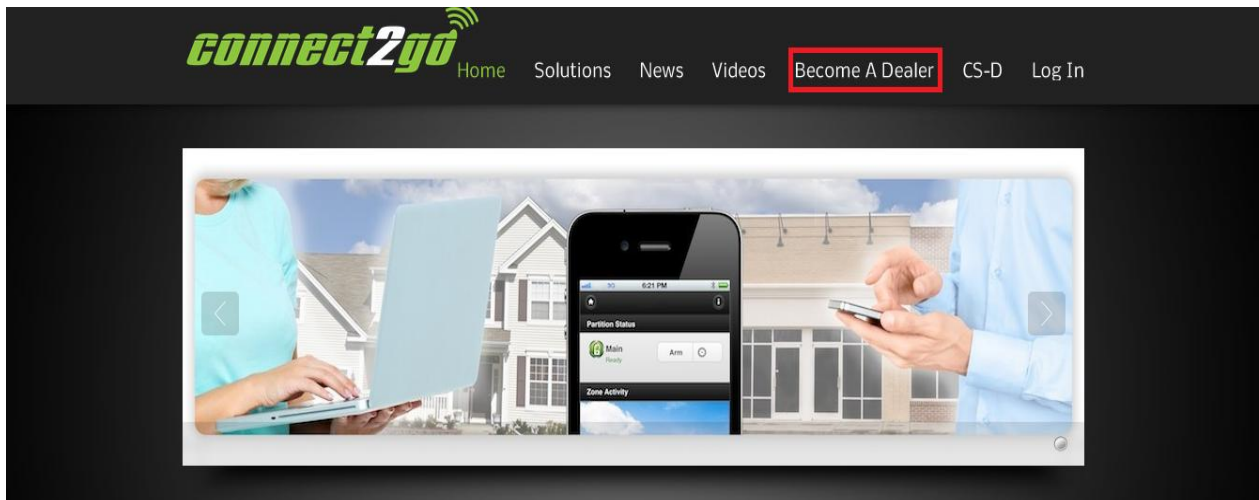 connect2go
Home Solutions News Videos Become A Dealer CS-D Log In
3G 6:21 PM
Partition Status
Main
Ready
Arm
Zone Activity